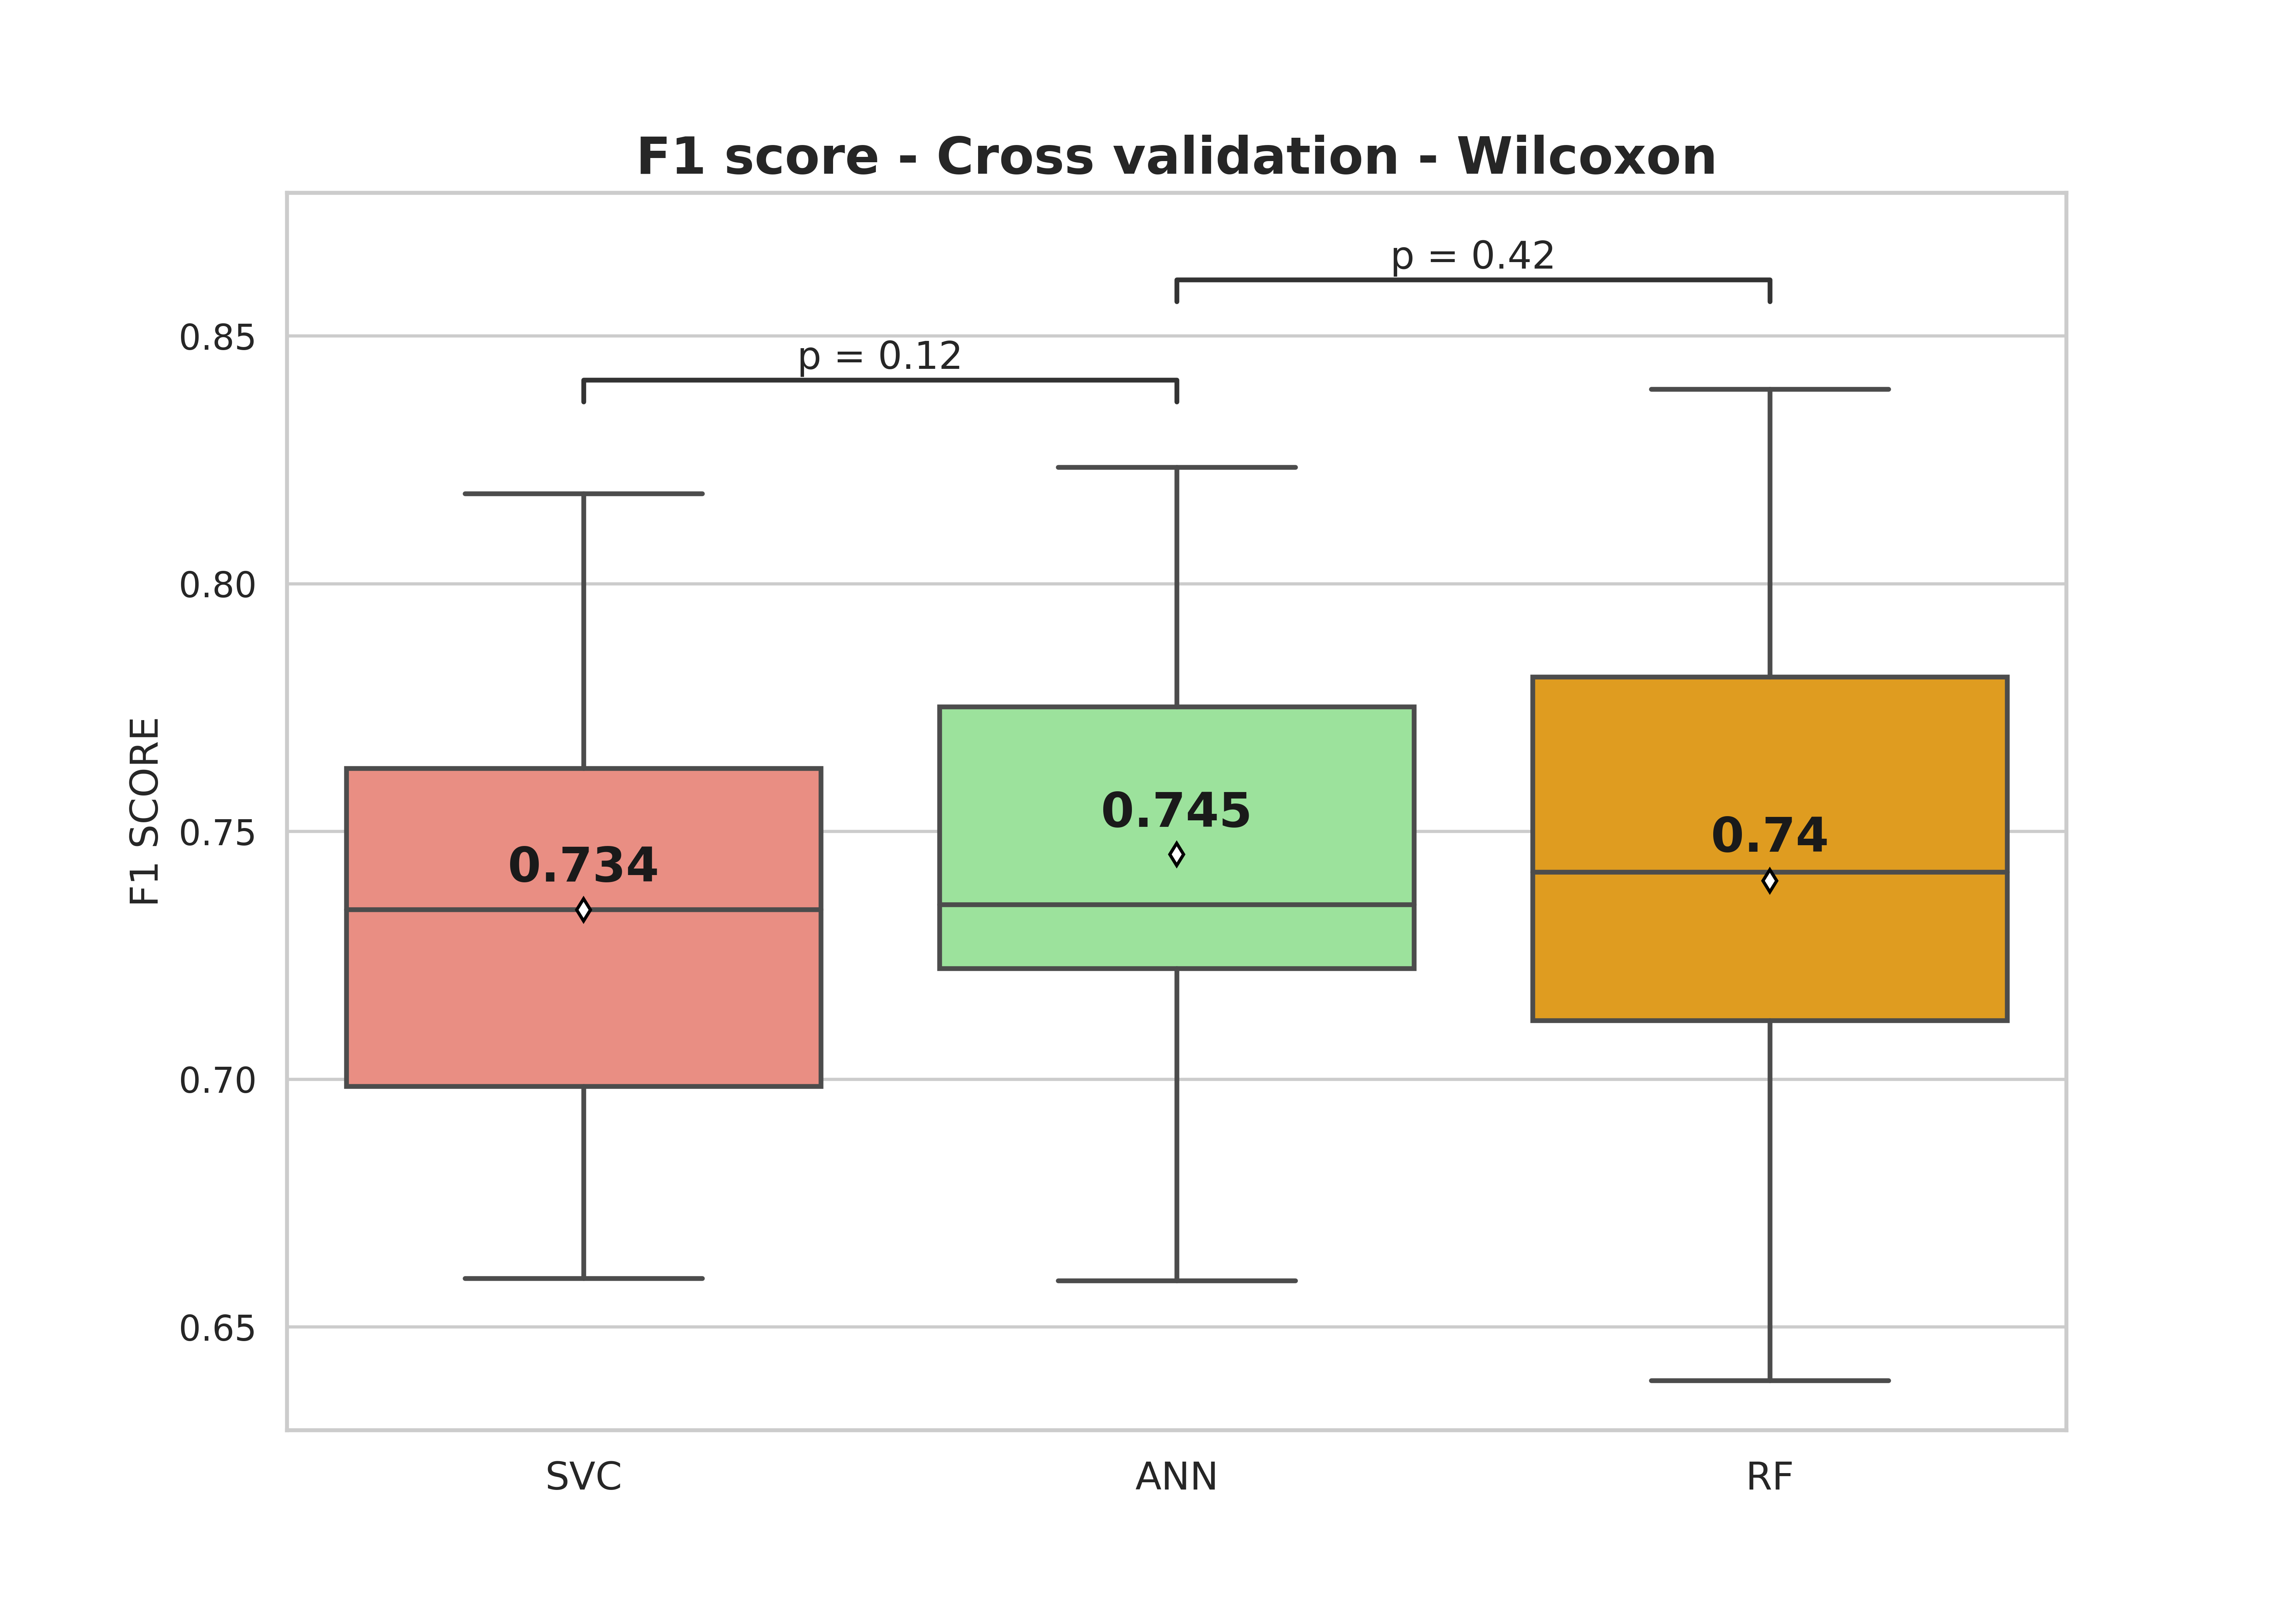 F1 score - Cross validation - Wilcoxon
p = 0.42
p = 0.12
0.85
0.80
0.75
0.70
0.65
F1 SCORE
0.734
0.745
0.74
SVC
ANN
RF